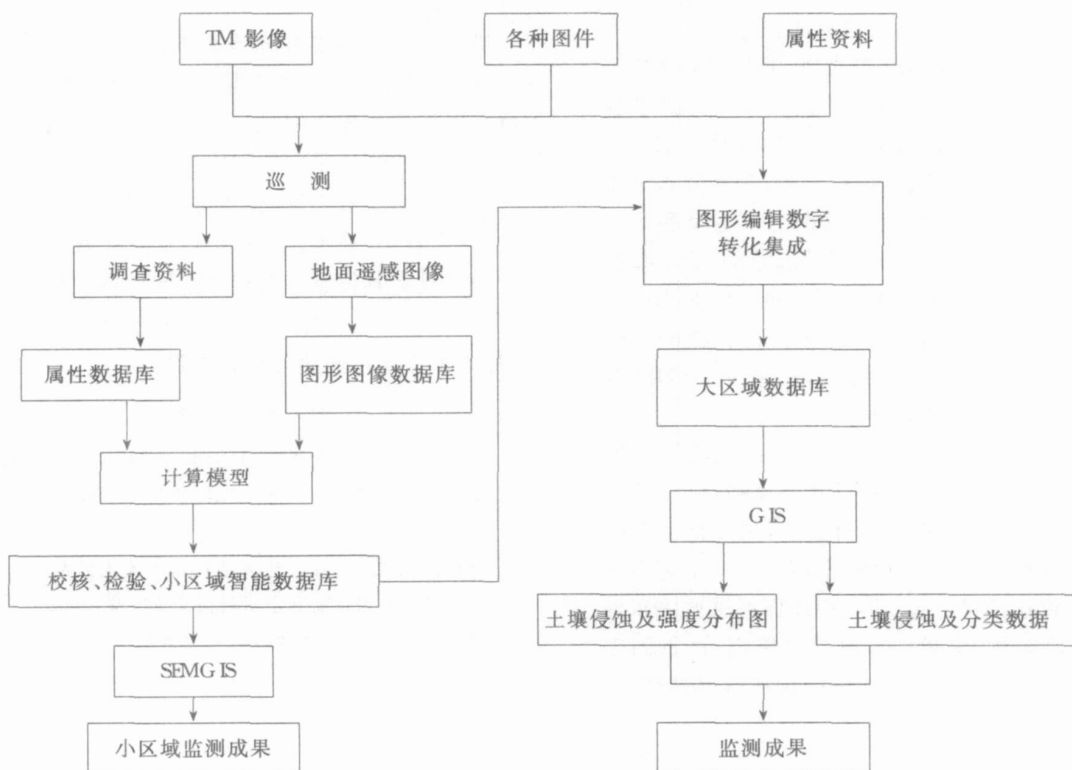 TM 影像
各种图件
属性资料
巡 测
图形编辑数字
转化集成
调查资料
地面遥感图像
属性数据库
图形图像数据库
大区域数据库
计算模型
GIS
校核、检验、小区域智能数据库
土壤侵蚀及强度分布图
土壤侵蚀及分类数据
SEMGIS
小区域监测成果
监测成果